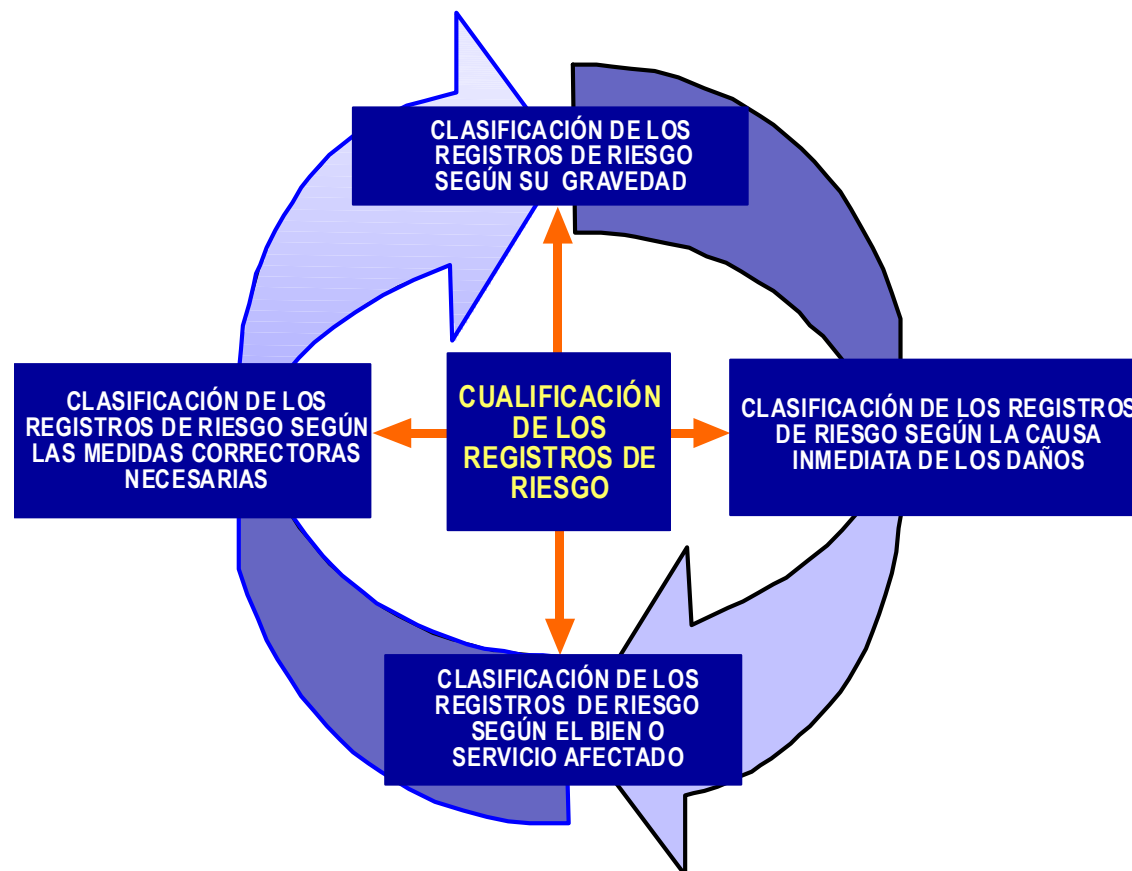 CLASIFICACIÓN DE LOS
REGISTROS DE RIESGO
SEGÚN SU GRAVEDAD
CLASIFICACIÓN DE LOS
REGISTROS DE RIESGO SEGÚN
LAS MEDIDAS CORRECTORAS
NECESARIAS
CUALIFICACIÓN
DE LOS
REGISTROS DE
RIESGO
CLASIFICACIÓN DE LOS REGISTROS
DE RIESGO SEGÚN LA CAUSA
INMEDIATA DE LOS DAÑOS
CLASIFICACIÓN DE LOS
REGISTROS DE RIESGO
SEGÚN EL BIEN O
SERVICIO AFECTADO